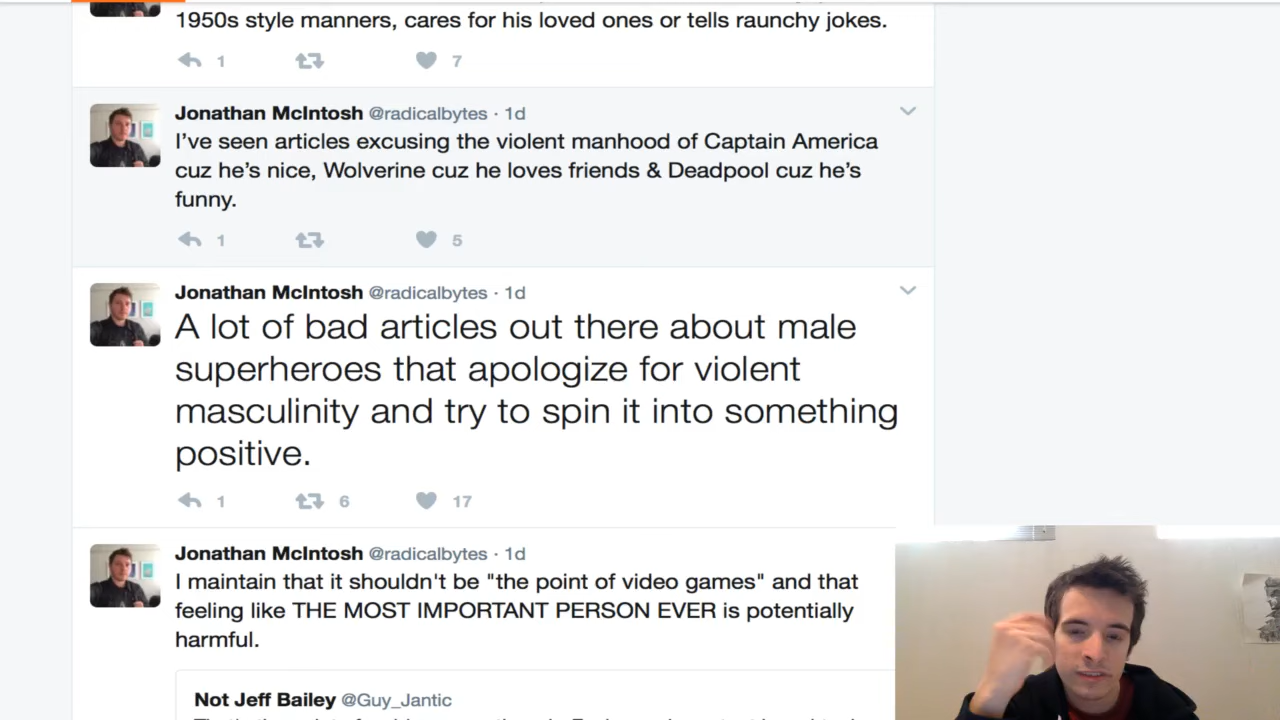 1950s style manners, cares for his loved ones or tells raunchy jokes.
1
7
Jonathan McIntosh @radicalbytes · 1d
I’ve seen articles excusing the violent manhood of Captain America
cuz he’s nice, Wolverine cuz he loves friends & Deadpool cuz he’s
funny.
1
5
Jonathan McIntosh @radicalbytes · 1d
A lot of bad articles out there about male
superheroes that apologize for violent
masculinity and try to spin it into something
positive.
1
6
17
Jonathan McIntosh @radicalbytes · 1d
I maintain that it shouldn't be "the point of video games" and that
feeling like THE MOST IMPORTANT PERSON EVER is potentially
harmful.
Not Jeff Bailey @Guy_Jantic